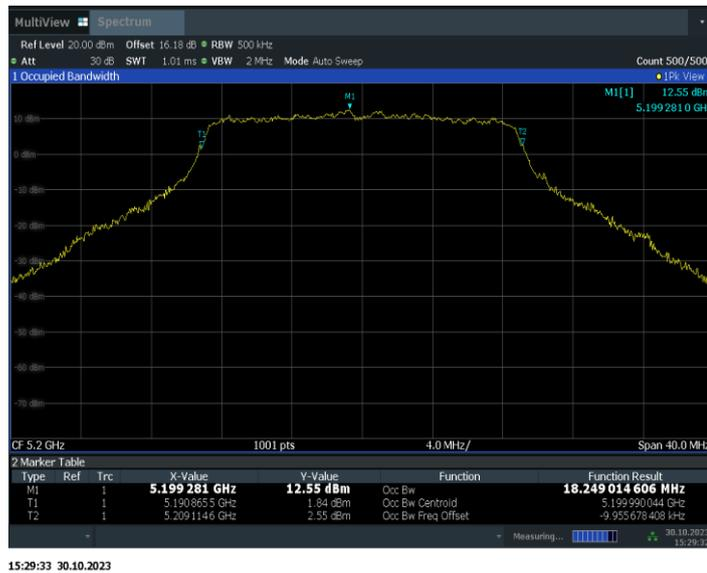 MultiView Spectrum
Ref Level 20.00 dBm Offset 16.18 dB RBW 500 kHz
Att 30 dB SWT 1.01 ms VBW 2 MHz Mode Auto Sweep Count 500/500
1 Occupied Bandwidth 1Pk View
M1[1] 12.55 dBm
5.199 281 0 GH
M1
10 dBm
T1
T2
0 dBm
-10 dBm
-20 dBm
-30 dBm
-40 dBm
-50 dBm
-60 dBm
-70 dBm
CF 5.2 GHz 1001 pts 4.0 MHz/ Span 40.0 MHz
2 Marker Table
Type Ref Trc X-Value Y-Value Function Function Result
M1 1 5.199 281 GHz 12.55 dBm Occ Bw 18.249 014 606 MHz
T1 1 5.190 865 5 GHz 1.84 dBm Occ Bw Centroid 5.199 990 044 GHz
T2 1 5.209 114 6 GHz 2.55 dBm Occ Bw Freq Offset -9.955 678 408 kHz
Measuring... 30.10.2023
15:29:32
15:29:33 30.10.2023